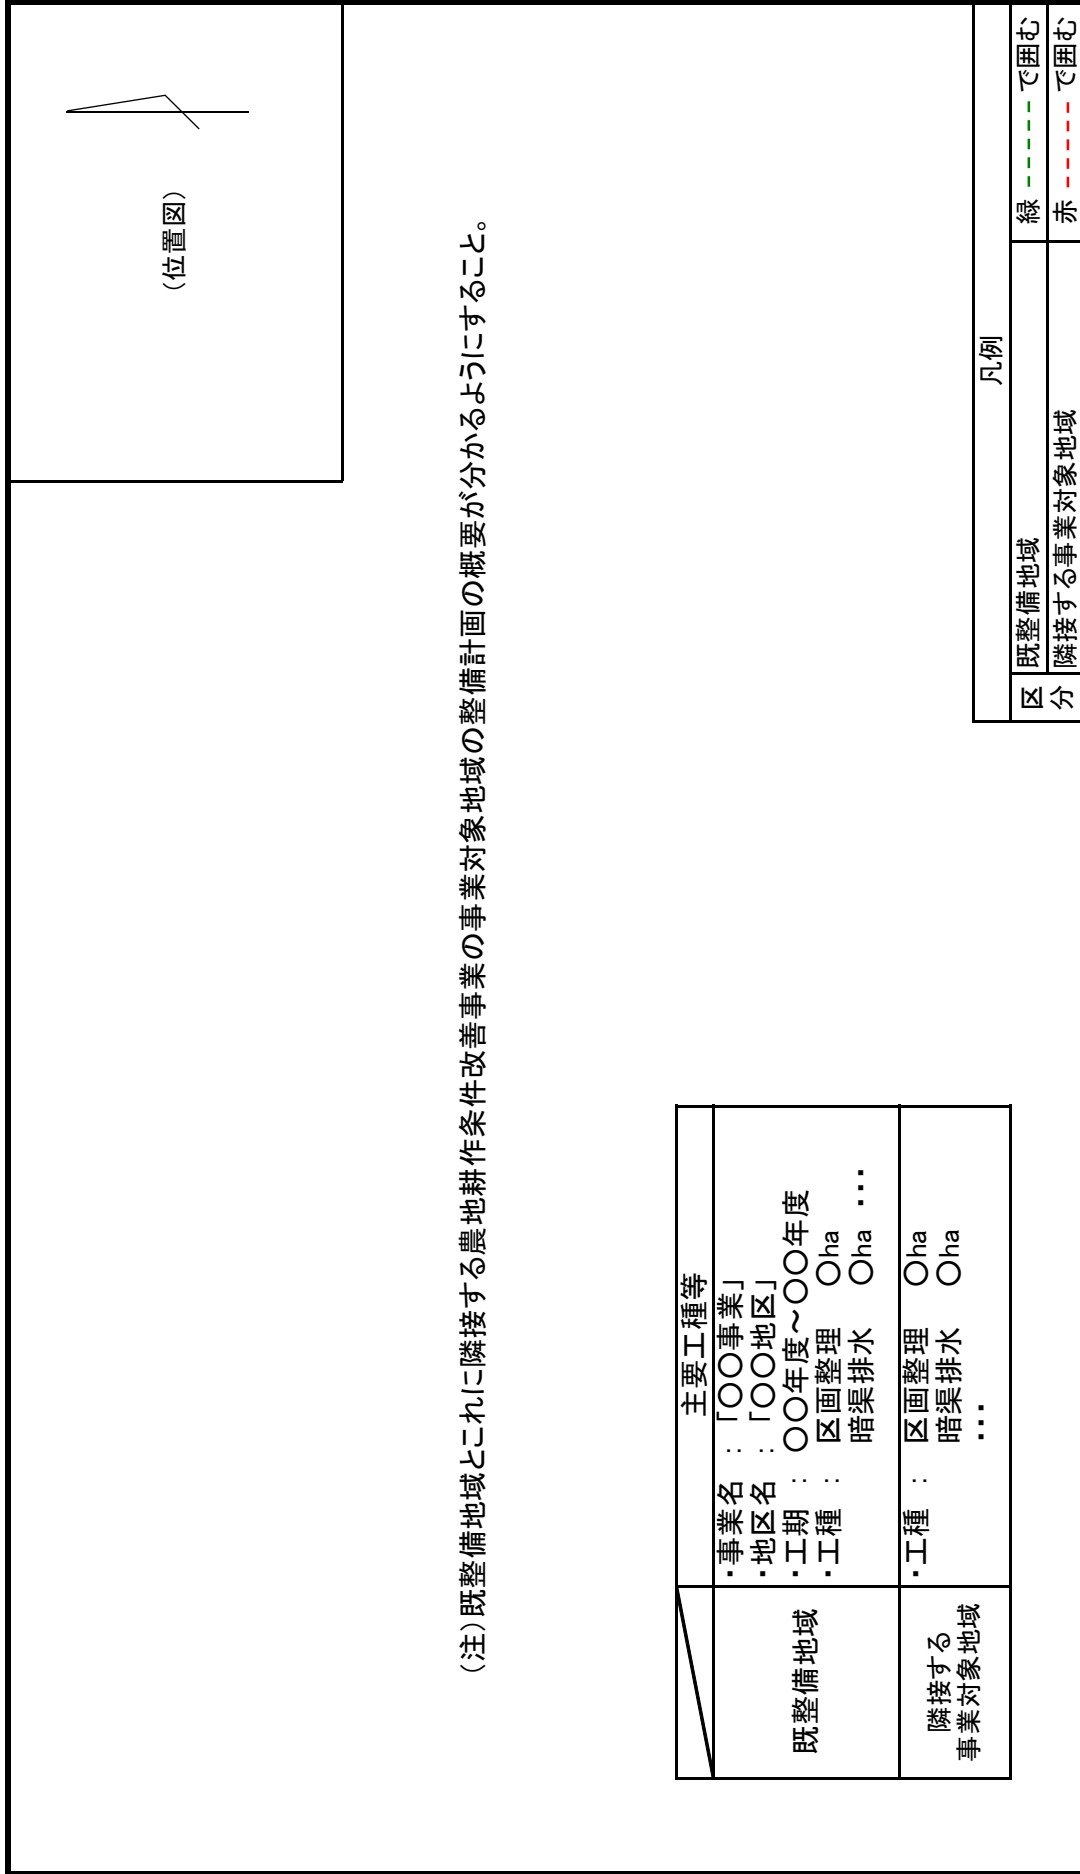 (位置図)
(注)既整備地域とこれに隣接する農地耕作条件改善事業の事業対象地域の整備計画の概要が分かるようにすること。
主要工種等
既整備地域
・事業名 : 「〇〇事業」
・地区名 : 「〇〇地区」
・工期 : 〇〇年度~〇〇年度
・工種 : 区画整理 〇ha
暗渠排水 〇ha ・・・
隣接する
事業対象地域
・工種 : 区画整理 〇ha
暗渠排水 〇ha
・・・
凡例
区
分
既整備地域 緑 ----- で囲む
隣接する事業対象地域 赤 ----- で囲む